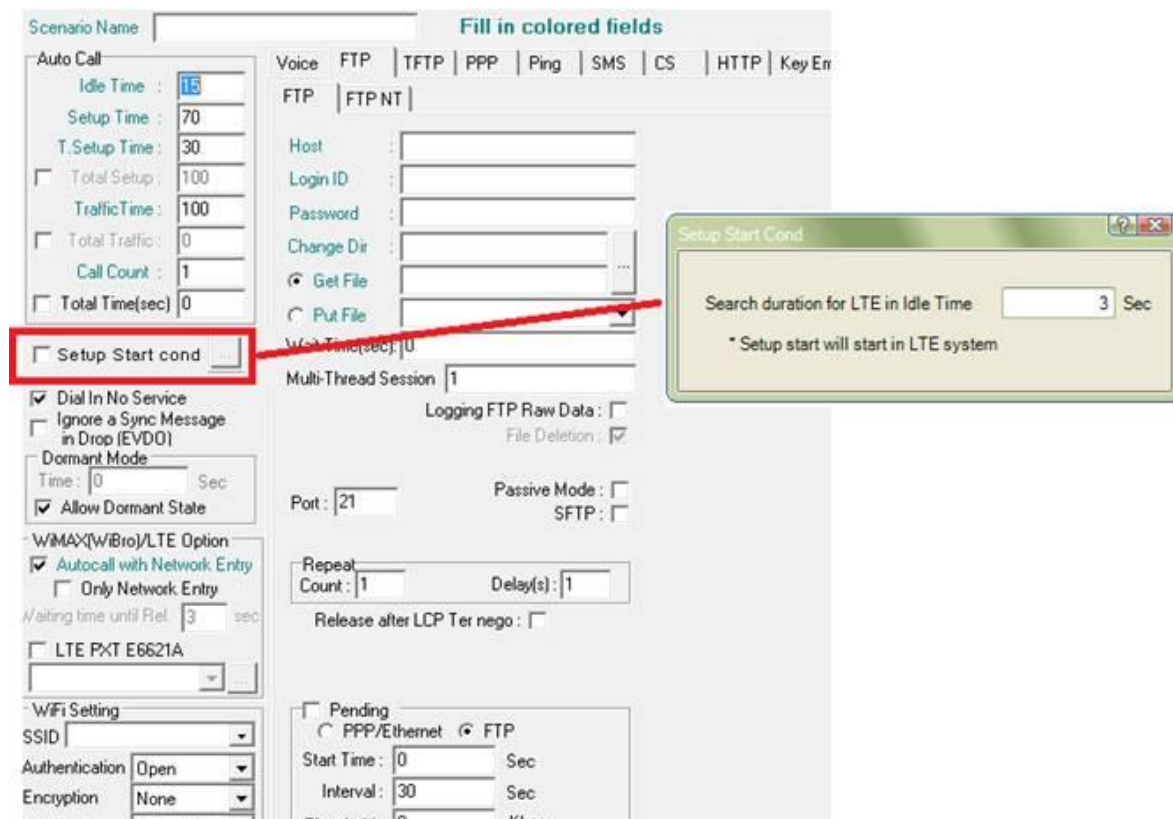 Scenario Name
Fill in colored fields
Auto Call
Idle Time : 15
Setup Time : 70
T.Setup Time : 30
Total Setup : 100
TrafficTime : 100
Total Traffic : 0
Call Count : 1
Total Time(sec) 0
Setup Start cond ...
Dial In No Service
Ignore a Sync Message
in Drop (EVDO)
Dormant Mode
Time : 0 Sec
Allow Dormant State
WiMAX(WiBro)/LTE Option
Autocall with Network Entry
Only Network Entry
Waiting time until Rel. 3 sec
LTE PXT E6621A
...
WiFi Setting
SSID
Authentication Open
Encryption None
Voice FTP TFTP PPP Ping SMS CS HTTP Key Em
FTP FTP NT
Host :
Login ID :
Password :
Change Dir :
...
Get File
Put File
Wait Time(sec): 0
Multi-Thread Session 1
Logging FTP Raw Data :
File Deletion :
Port : 21
Passive Mode :
SFTP :
Repeat
Count : 1 Delay(s) : 1
Release after LCP Ter nego :
Pending
PPP/Ethernet FTP
Start Time : 0 Sec
Interval : 30 Sec
Setup Start Cond
Search duration for LTE in Idle Time 3 Sec
* Setup start will start in LTE system